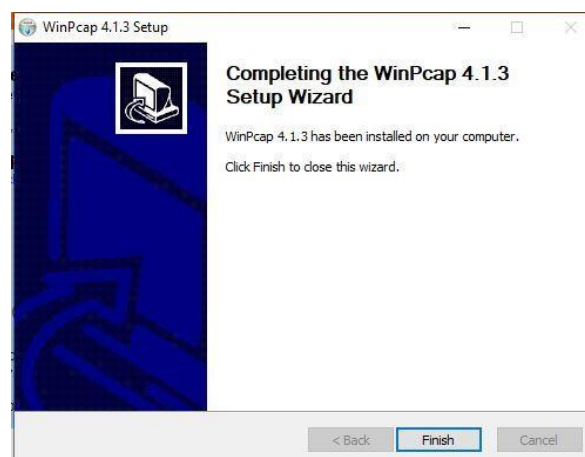 WinPcap 4.1.3 Setup
Completing the WinPcap 4.1.3
Setup Wizard
WinPcap 4.1.3 has been installed on your computer.
Click Finish to close this wizard.
< Back
Finish
Cancel